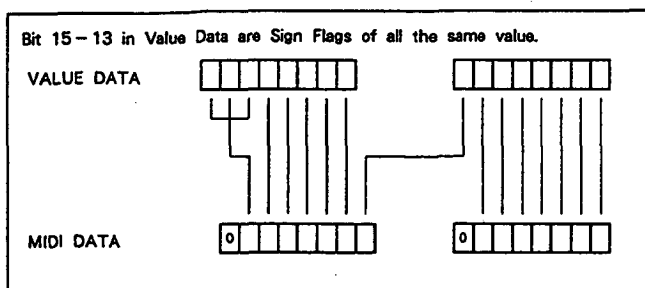 Bit 15-13 in Value Data are Sign Flags of all the same value.
VALUE DATA
MIDI DATA
0
0